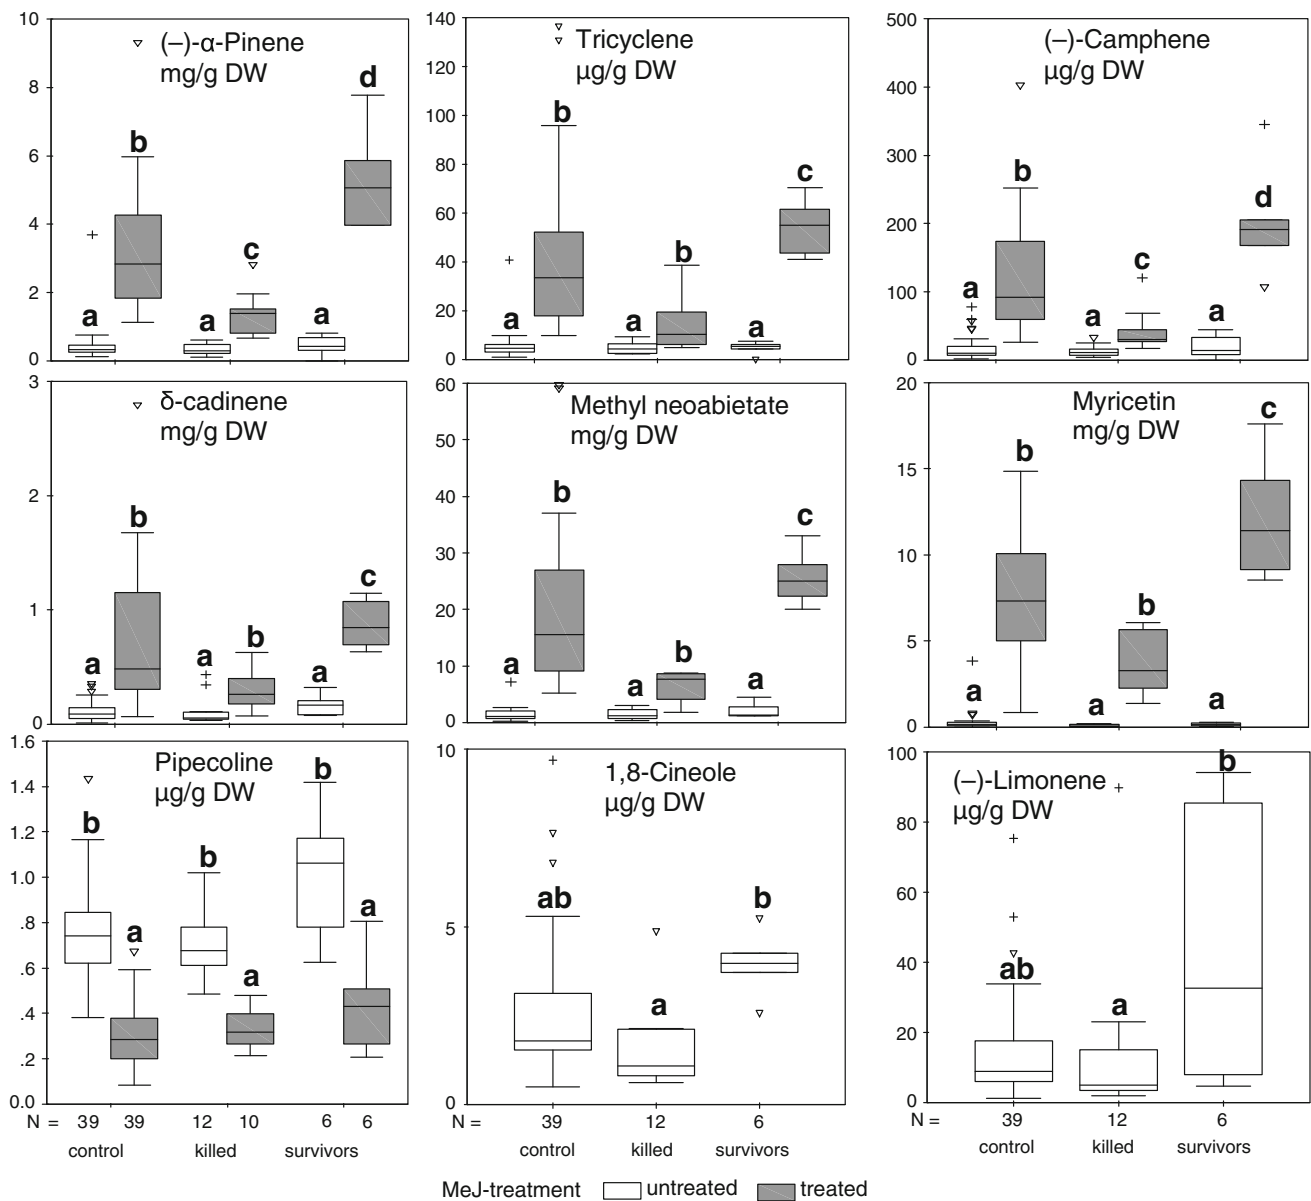 (–)-α-Pinene
mg/g DW
10
8
6
4
2
0
a
b
a
c
a
d
Tricyclene
µg/g DW
140
120
100
80
60
40
20
0
a
b
a
b
a
c
(–)-Camphene
µg/g DW
500
400
300
200
100
0
a
b
a
c
a
d
δ-cadinene
mg/g DW
3
2
1
0
a
b
a
b
a
c
Methyl neoabietate
mg/g DW
60
50
40
30
20
10
0
a
b
a
b
a
c
Myricetin
mg/g DW
20
15
10
5
0
a
b
a
b
a
c
Pipecoline
µg/g DW
1.6
1.4
1.2
1.0
.8
.6
.4
.2
0.0
b
a
b
a
b
a
N = 39 39 12 10 6 6
control killed survivors
1,8-Cineole
µg/g DW
10
5
0
ab
a
b
N = 39 12 6
control killed survivors
(–)-Limonene
µg/g DW
100
80
60
40
20
0
ab
a
b
N = 39 12 6
control killed survivors
MeJ-treatment untreated treated